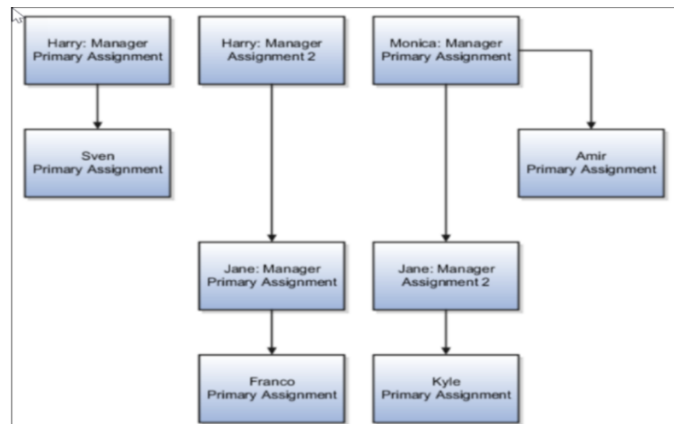 Harry: Manager
Primary Assignment
Harry: Manager
Assignment 2
Monica: Manager
Primary Assignment
Sven
Primary Assignment
Amir
Primary Assignment
Jane: Manager
Primary Assignment
Jane: Manager
Assignment 2
Franco
Primary Assignment
Kyle
Primary Assignment